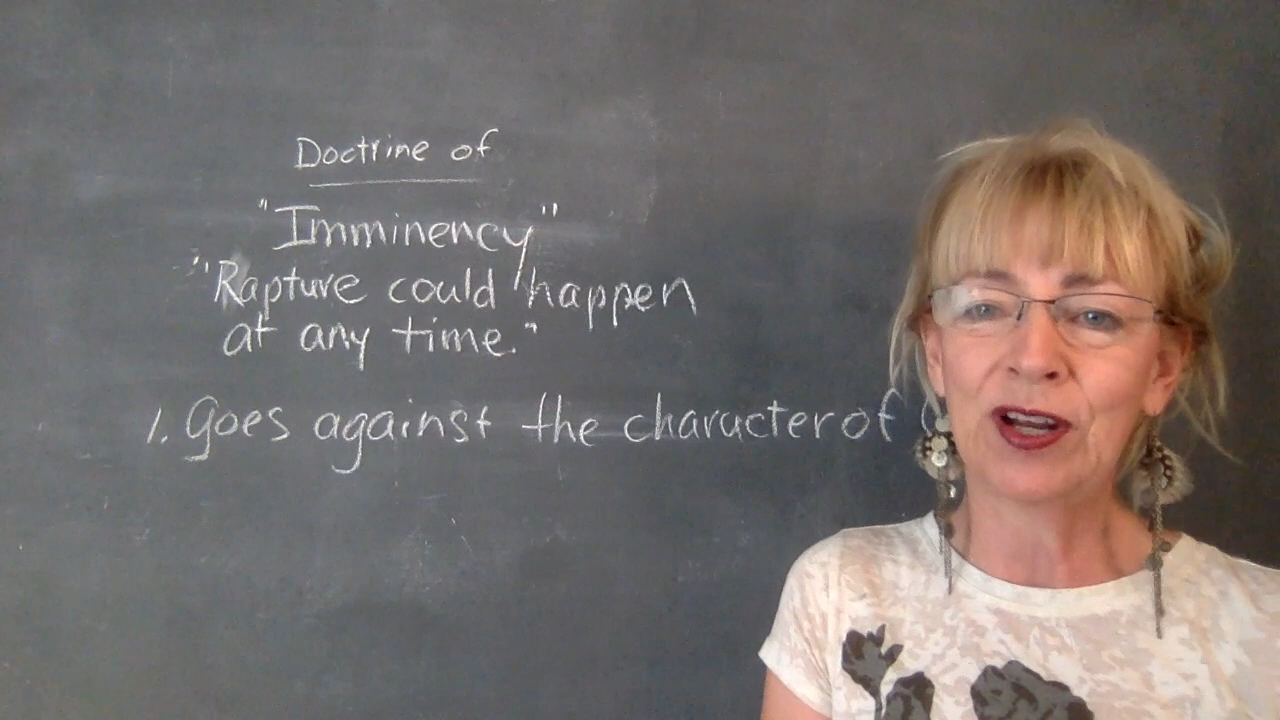 Doctrine of
"Imminency"
"Rapture could happen
at any time."
1. Goes against the character of